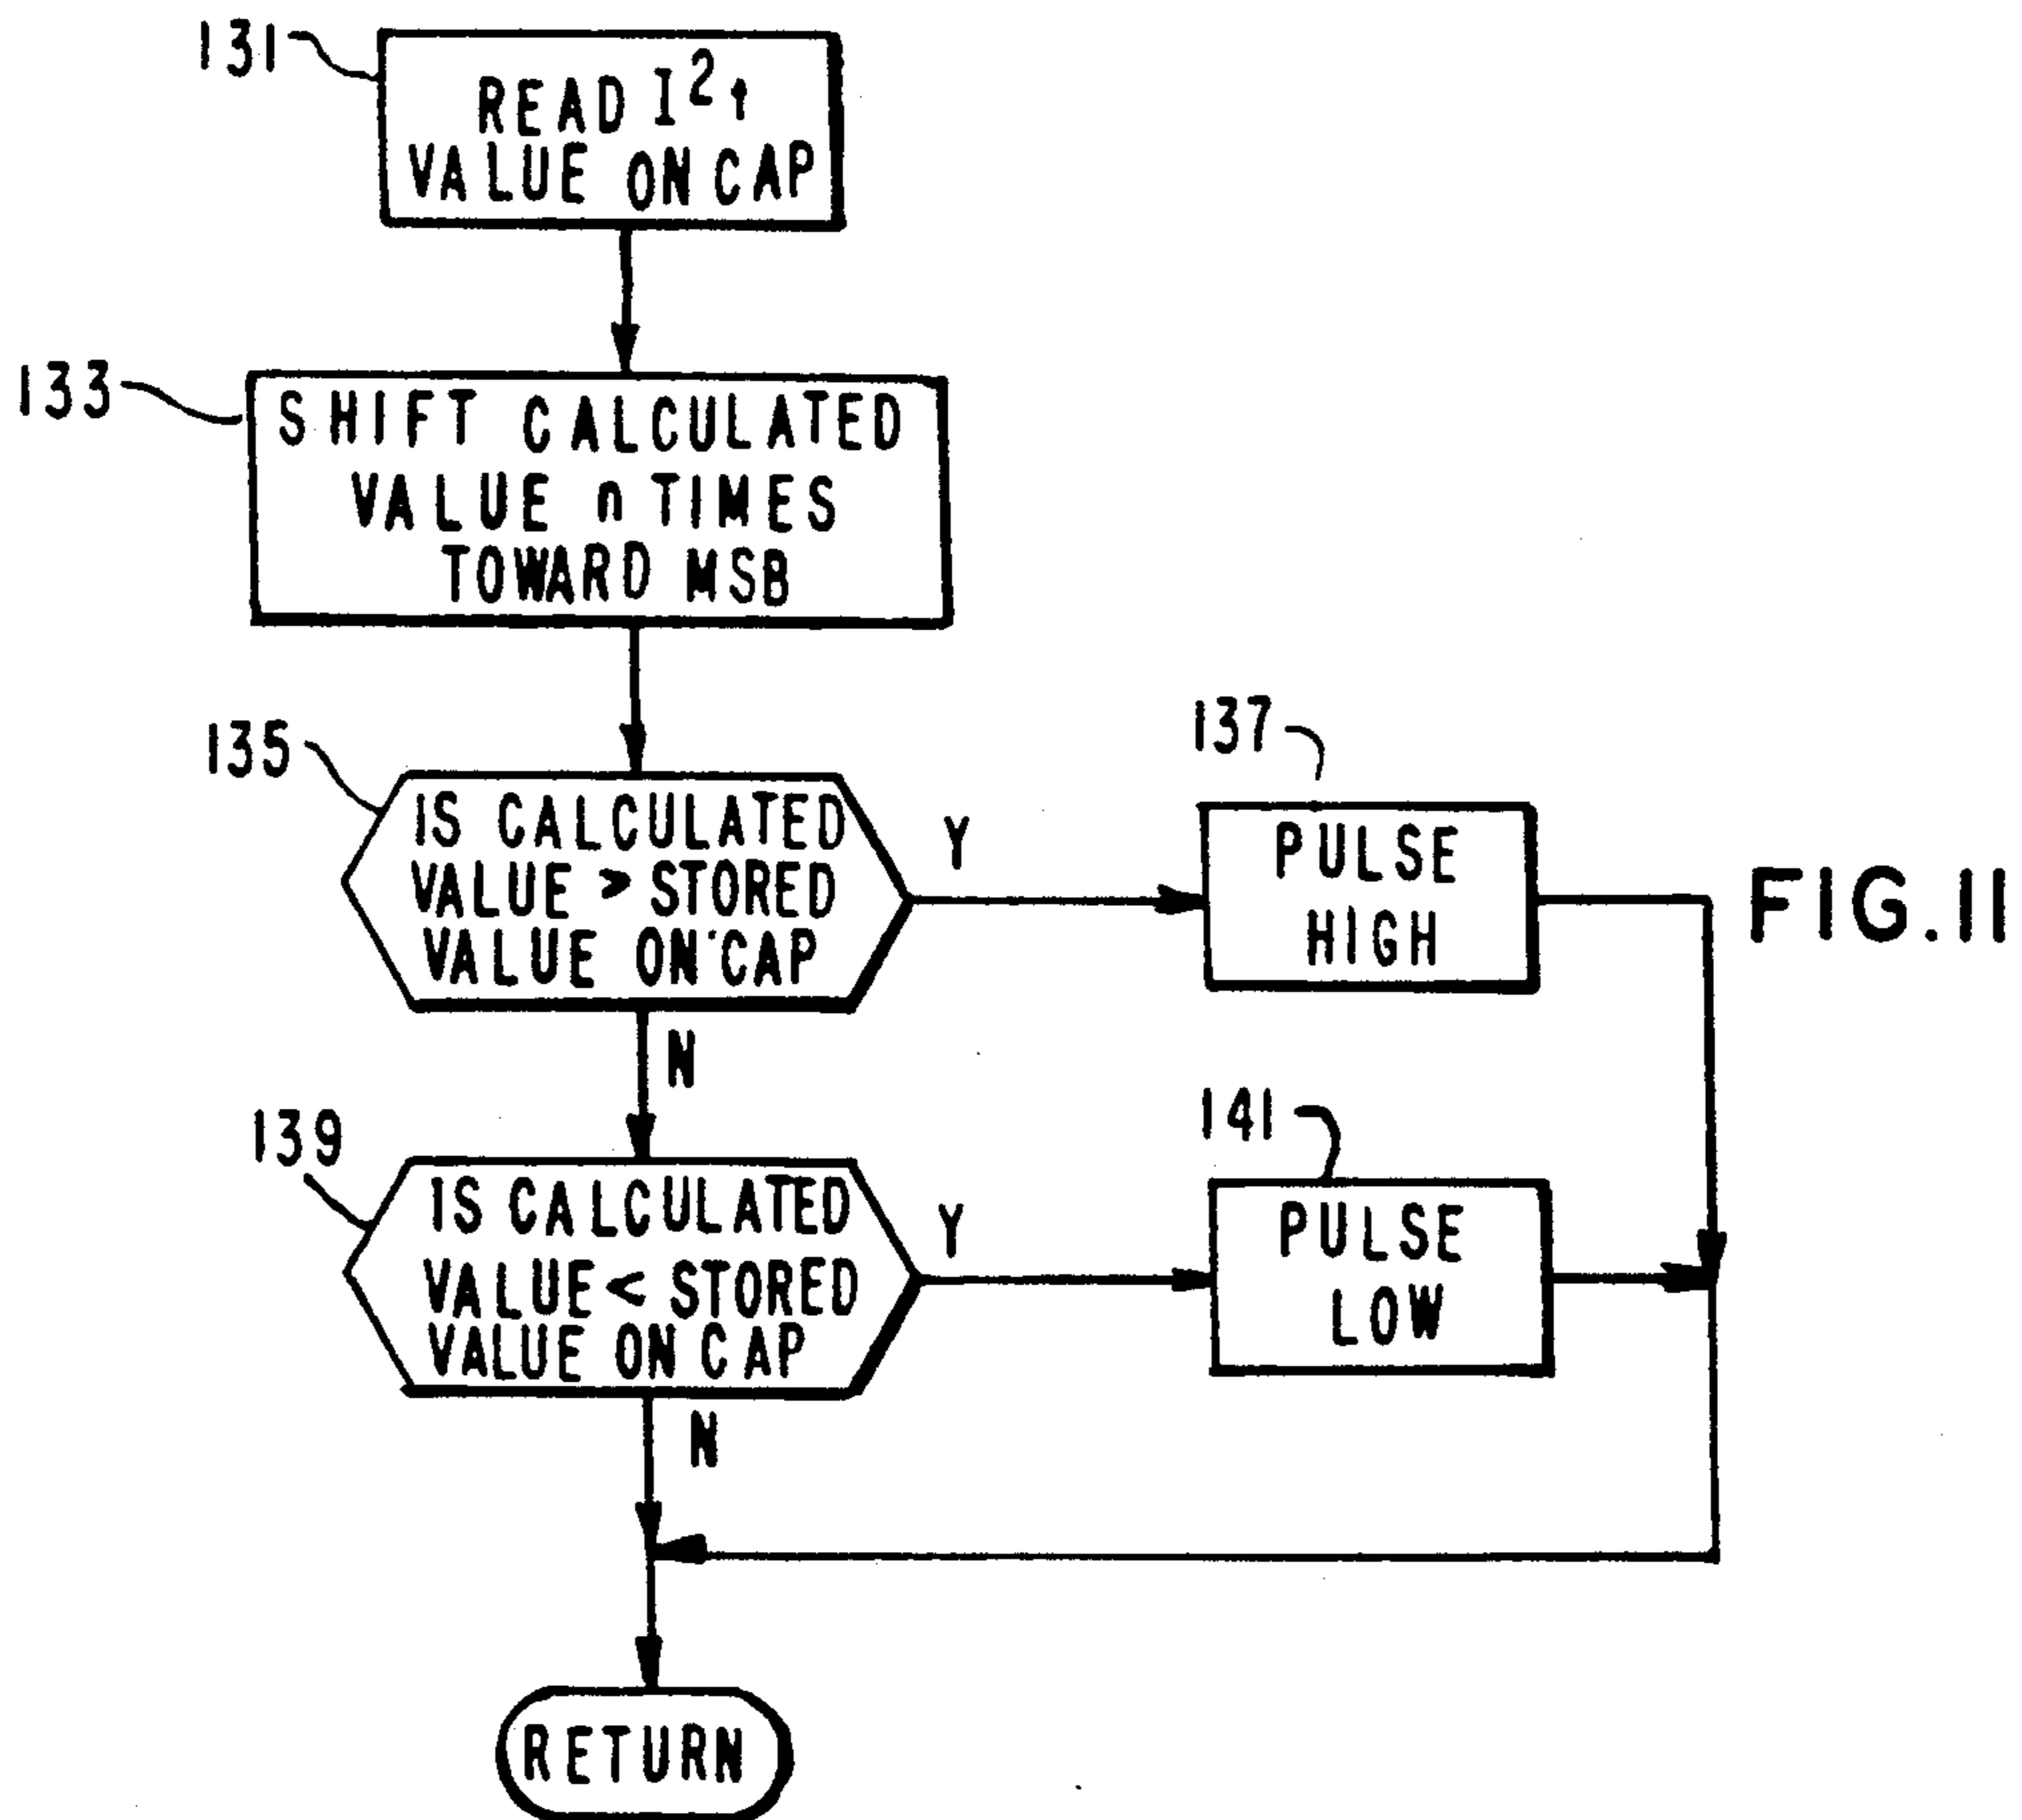 131
READ I²t
VALUE ON CAP
133
SHIFT CALCULATED
VALUE n TIMES
TOWARD MSB
135
IS CALCULATED
VALUE > STORED
VALUE ON CAP
Y
137
PULSE
HIGH
FIG.11
N
139
IS CALCULATED
VALUE < STORED
VALUE ON CAP
Y
141
PULSE
LOW
N
RETURN